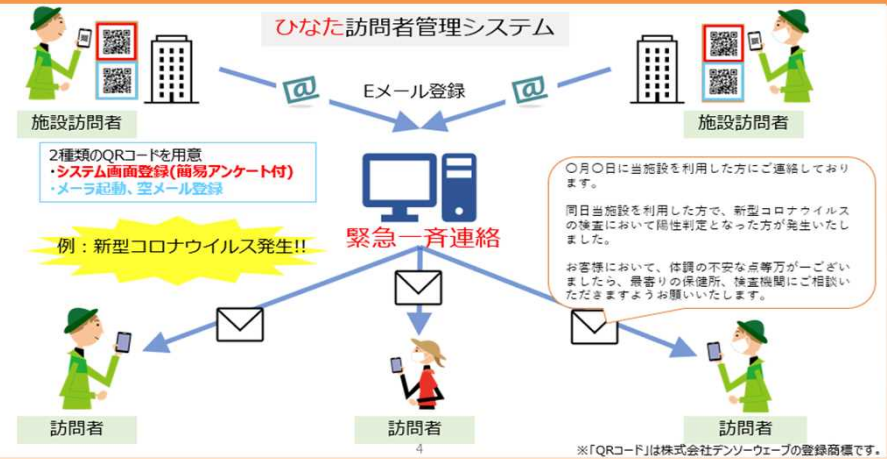 ひなた訪問者管理システム
Eメール登録
施設訪問者
施設訪問者
2種類のQRコードを用意
・システム画面登録(簡易アンケート付)
・メーラ起動、空メール登録
例：新型コロナウイルス発生!!
緊急一斉連絡
〇月〇日に当施設を利用した方にご連絡しており
ます。
同日当施設を利用した方で、新型コロナウイルス
の検査において陽性判定となった方が発生いたし
ました。
お客様において、体調の不安な点等万が一ござい
ましたら、最寄りの保健所、検査機関にご相談い
ただきますようお願いいたします。
訪問者
訪問者
訪問者
4
※「QRコード」は株式会社デンソーウェーブの登録商標です。